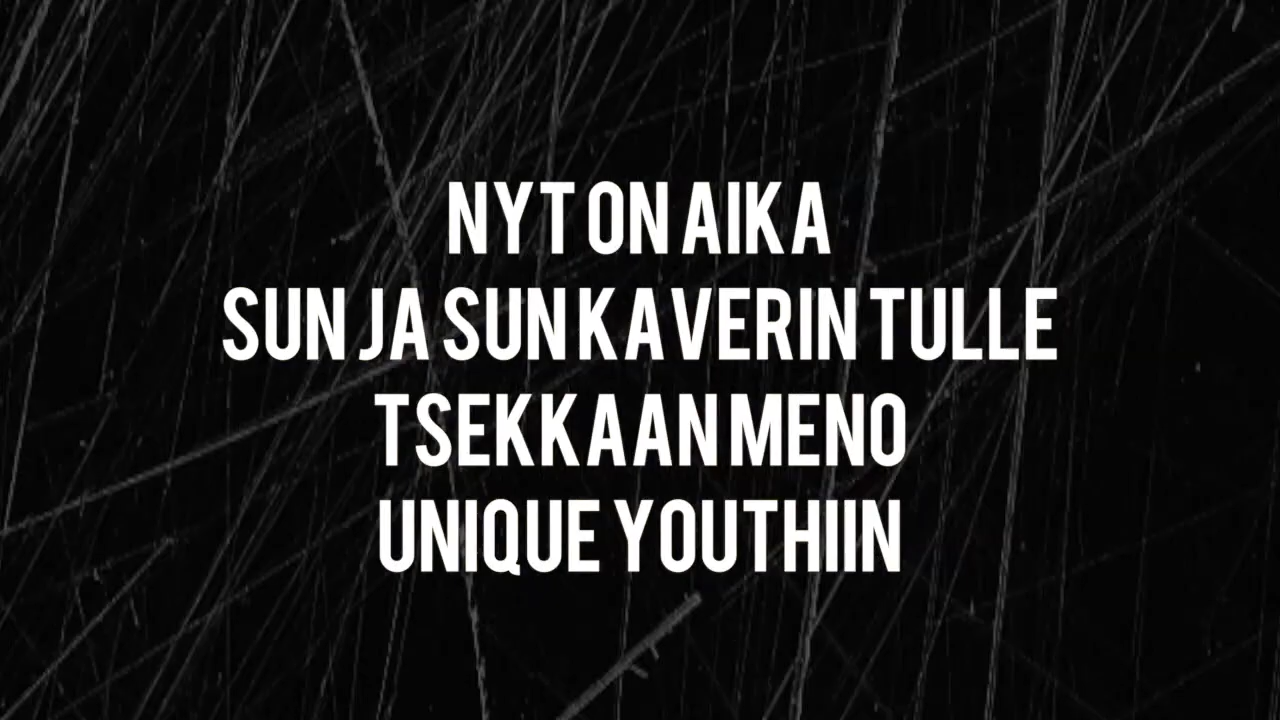 NYT ON AIKA
SUN JA SUN KAVERIN TULLE
TSEKKAAN MENO
UNIQUE YOUTHIIN